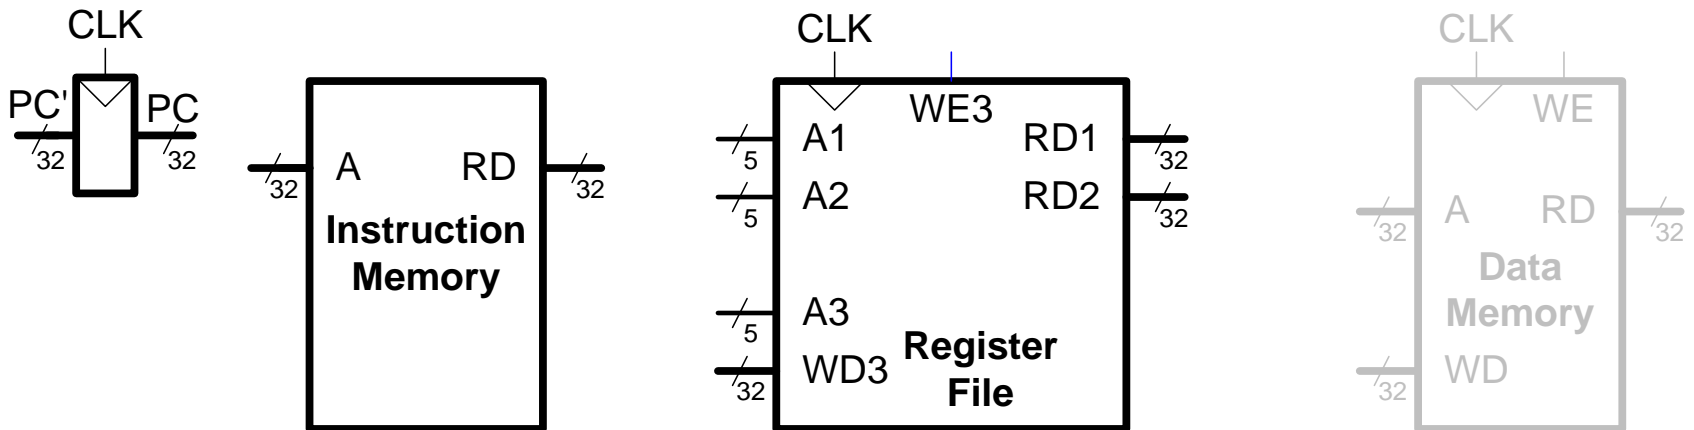 CLK
PC'
PC
32
32
A
RD
32
32
Instruction
Memory
CLK
WE3
A1
RD1
5
32
A2
RD2
5
32
A3
5
WD3
32
Register
File
CLK
WE
A
RD
32
32
Data
Memory
WD
32